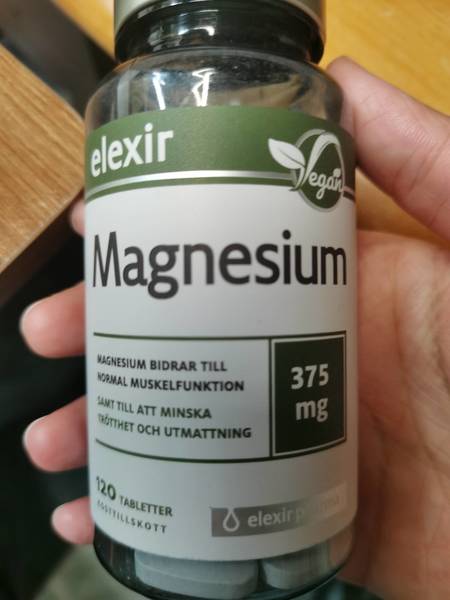 elexir
Vegan
Magnesium
MAGNESIUM BIDRAR TILL
NORMAL MUSKELFUNKTION
SAMT TILL ATT MINSKA
TRÖTTHET OCH UTMATTNING
375
mg
120 TABLETTER
KOSTTILLSKOTT
elexir pharma